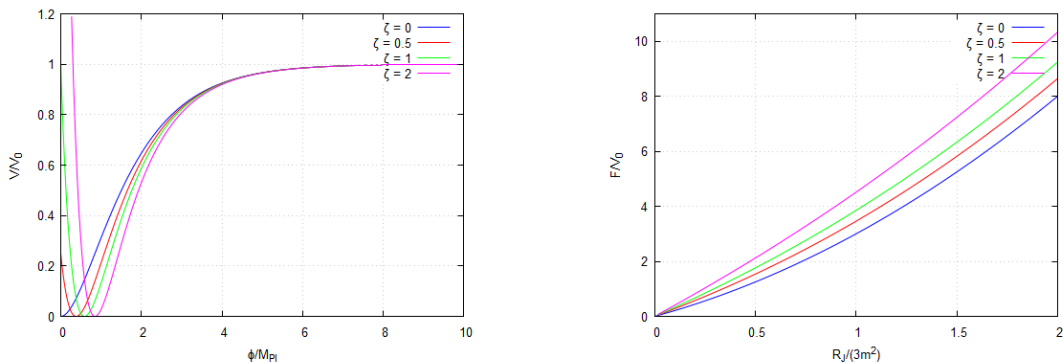 1.2
1
0.8
0.6
0.4
0.2
0
V/V0
0 2 4 6 8 10
ϕ/MPl
ζ = 0
ζ = 0.5
ζ = 1
ζ = 2
10
8
6
4
2
0
F/V0
0 0.5 1 1.5 2
RJ/(3m²)
ζ = 0
ζ = 0.5
ζ = 1
ζ = 2